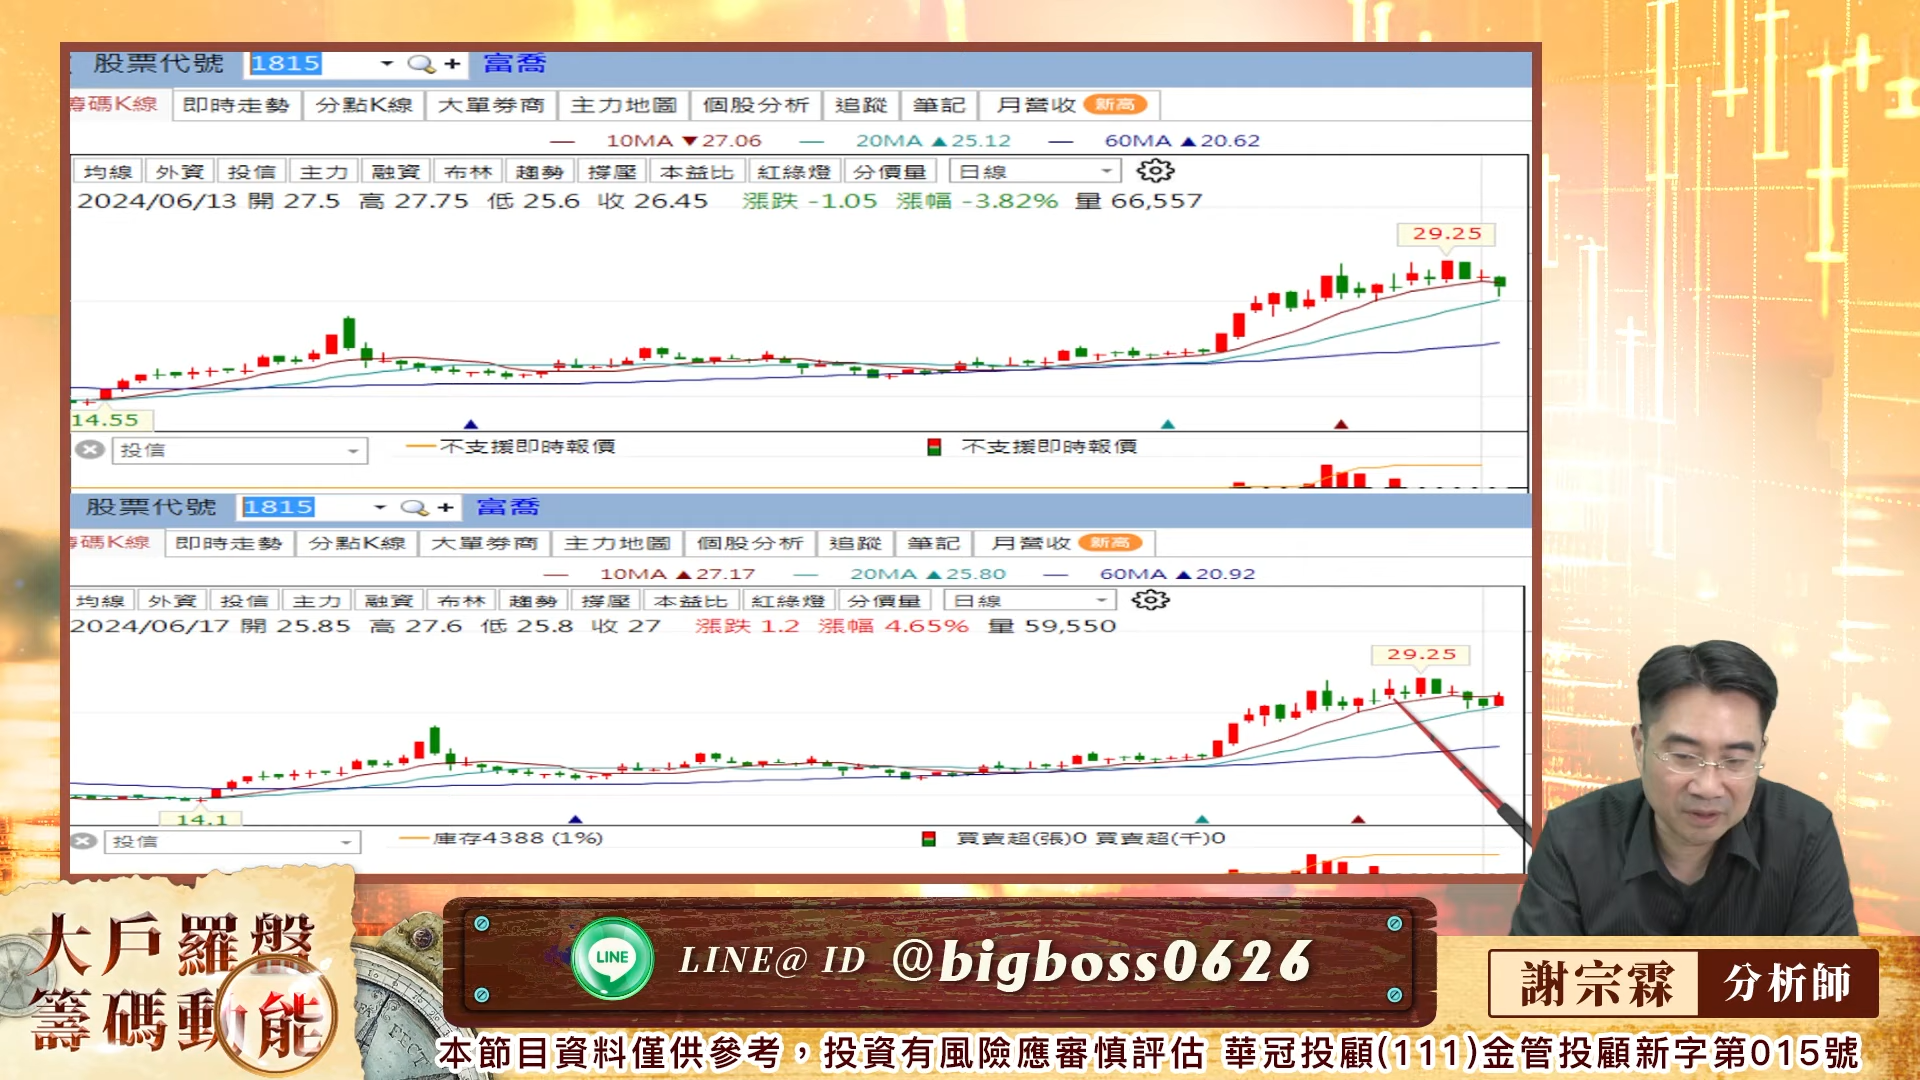 股票代號 1815 富喬
籌碼K線 即時走勢 分點K線 大單券商 主力地圖 個股分析 追蹤 筆記 月營收 新高
10MA ▼27.06 20MA ▲25.12 60MA ▲20.62
均線 外資 投信 主力 融資 布林 趨勢 撐壓 本益比 紅綠燈 分價量 日線
2024/06/13 開 27.5 高 27.75 低 25.6 收 26.45 漲跌 -1.05 漲幅 -3.82% 量 66,557
29.25
14.55
投信 不支援即時報價 不支援即時報價
股票代號 1815 富喬
籌碼K線 即時走勢 分點K線 大單券商 主力地圖 個股分析 追蹤 筆記 月營收 新高
10MA ▲27.17 20MA ▲25.80 60MA ▲20.92
均線 外資 投信 主力 融資 布林 趨勢 撐壓 本益比 紅綠燈 分價量 日線
2024/06/17 開 25.85 高 27.6 低 25.8 收 27 漲跌 1.2 漲幅 4.65% 量 59,550
29.25
14.1
投信 庫存4388 (1%) 買賣超(張)0 買賣超(千)0
大戶羅盤
籌碼動能
LINE LINE@ ID @bigboss0626
謝宗霖 分析師
本節目資料僅供參考，投資有風險應審慎評估 華冠投顧(111)金管投顧新字第015號